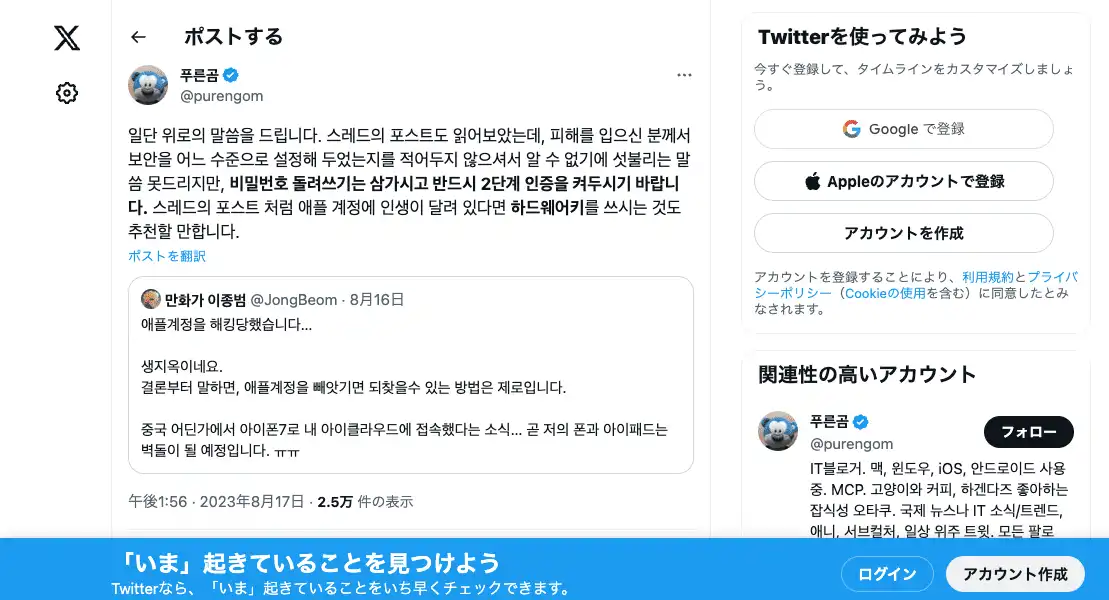 ポストする
푸른곰
@purengom
일단 위로의 말씀을 드립니다. 스레드의 포스트도 읽어보았는데, 피해를 입으신 분께서
보안을 어느 수준으로 설정해 두었는지를 적어두지 않으셔서 알 수 없기에 섯불리는 말
씀 못드리지만, 비밀번호 돌려쓰기는 삼가시고 반드시 2단계 인증을 켜두시기 바랍니
다. 스레드의 포스트 처럼 애플 계정에 인생이 달려 있다면 하드웨어키를 쓰시는 것도
추천할 만합니다.
ポストを翻訳
만화가 이종범 @JongBeom · 8月16日
애플계정을 해킹당했습니다...
생지옥이네요.
결론부터 말하면, 애플계정을 빼앗기면 되찾을수 있는 방법은 제로입니다.
중국 어딘가에서 아이폰7로 내 아이클라우드에 접속했다는 소식... 곧 저의 폰과 아이패드는
벽돌이 될 예정입니다. ㅠㅠ
午後1:56 · 2023年8月17日 · 2.5万 件の表示
Twitterを使ってみよう
今すぐ登録して、タイムラインをカスタマイズしましょ
う。
Google で登録
Appleのアカウントで登録
アカウントを作成
アカウントを登録することにより、利用規約とプライバ
シーポリシー（Cookieの使用を含む）に同意したとみ
なされます。
関連性の高いアカウント
푸른곰
@purengom
フォロー
IT블로거. 맥, 윈도우, iOS, 안드로이드 사용
중. MCP. 고양이와 커피, 하겐다즈 좋아하는
잡식성 오타쿠. 국제 뉴스나 IT 소식/트렌드,
애니, 서브컬처, 일상 위주 트윗. 모든 팔로
「いま」起きていることを見つけよう
Twitterなら、「いま」起きていることをいち早くチェックできます。
ログイン
アカウント作成